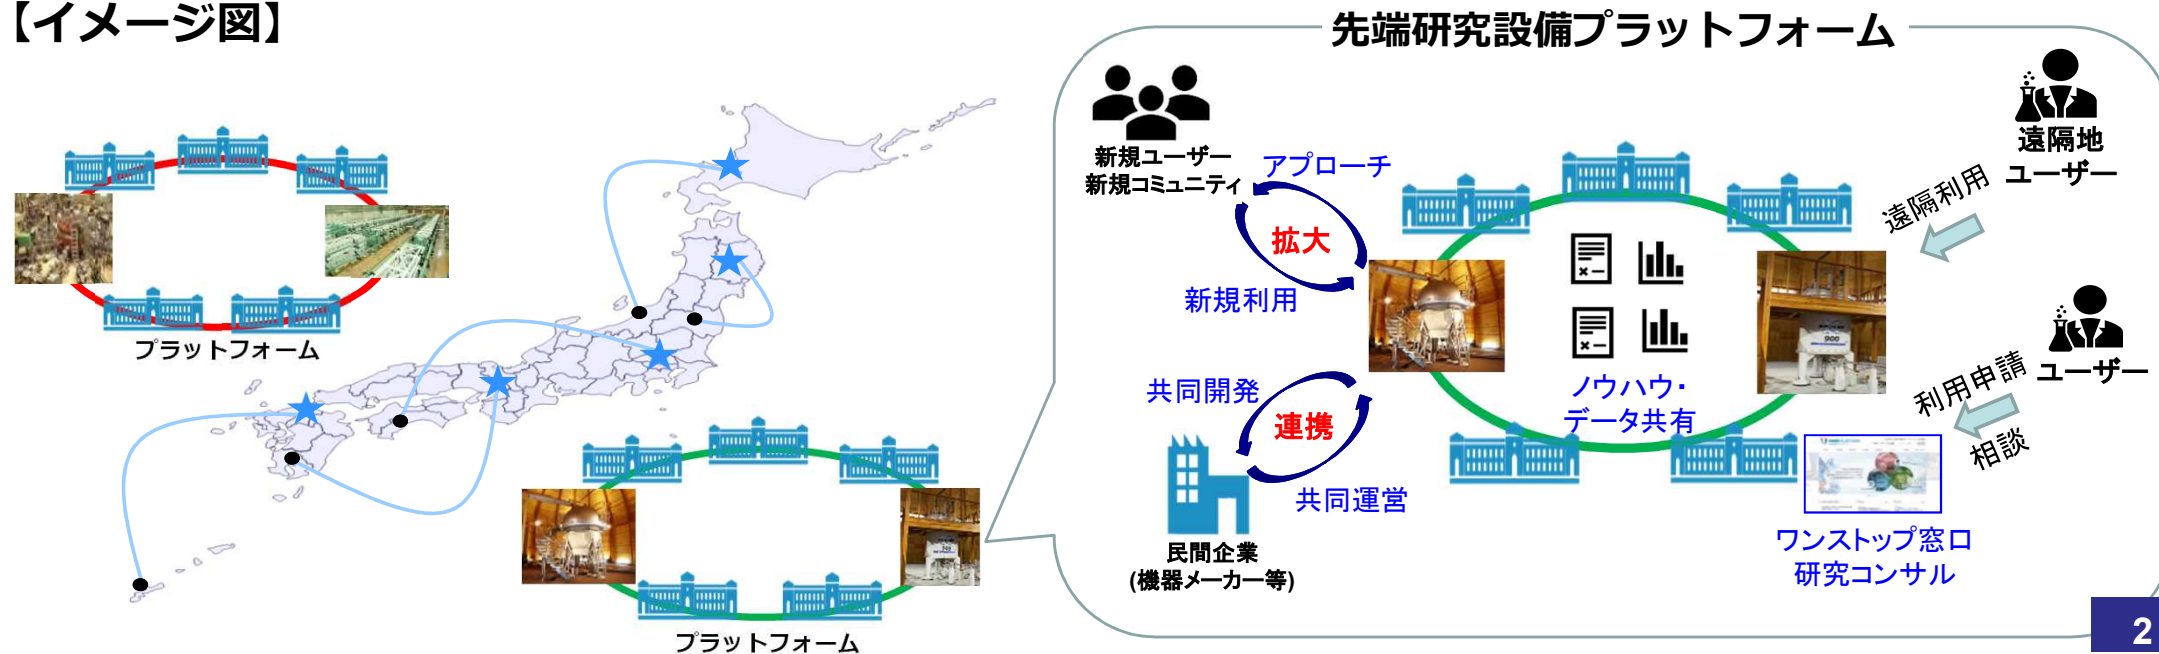 【イメージ図】
プラットフォーム
プラットフォーム
先端研究設備プラットフォーム
新規ユーザー
新規コミュニティ
アプローチ
拡大
新規利用
共同開発
連携
共同運営
民間企業
(機器メーカー等)
ノウハウ・
データ共有
900
遠隔地
ユーザー
遠隔利用
ユーザー
利用申請
相談
ワンストップ窓口
研究コンサル
2